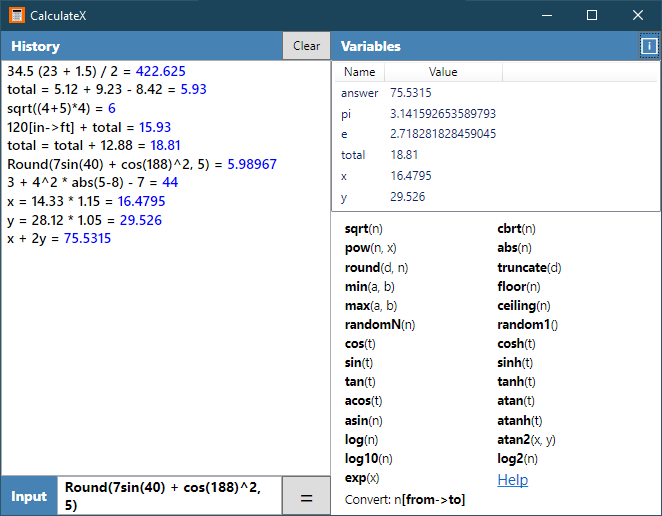 CalculateX
History
Clear
34.5 (23 + 1.5) / 2 = 422.625
total = 5.12 + 9.23 - 8.42 = 5.93
sqrt((4+5)*4) = 6
120[in->ft] + total = 15.93
total = total + 12.88 = 18.81
Round(7sin(40) + cos(188)^2, 5) = 5.98967
3 + 4^2 * abs(5-8) - 7 = 44
x = 14.33 * 1.15 = 16.4795
y = 28.12 * 1.05 = 29.526
x + 2y = 75.5315
Input
Round(7sin(40) + cos(188)^2,
5)
=
Variables
i
Name Value
answer 75.5315
pi 3.141592653589793
e 2.718281828459045
total 18.81
x 16.4795
y 29.526
sqrt(n) cbrt(n)
pow(n, x) abs(n)
round(d, n) truncate(d)
min(a, b) floor(n)
max(a, b) ceiling(n)
randomN(n) random1()
cos(t) cosh(t)
sin(t) sinh(t)
tan(t) tanh(t)
acos(t) atan(t)
asin(n) atanh(t)
log(n) atan2(x, y)
log10(n) log2(n)
exp(x) Help
Convert: n[from->to]